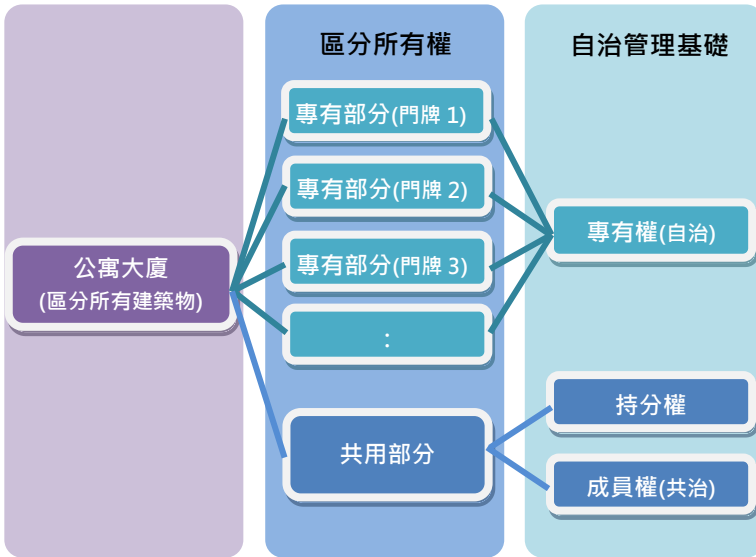 區分所有權
自治管理基礎
專有部分(門牌 1)
專有部分(門牌 2)
專有部分(門牌 3)
:
共用部分
公寓大廈
(區分所有建築物)
專有權(自治)
持分權
成員權(共治)